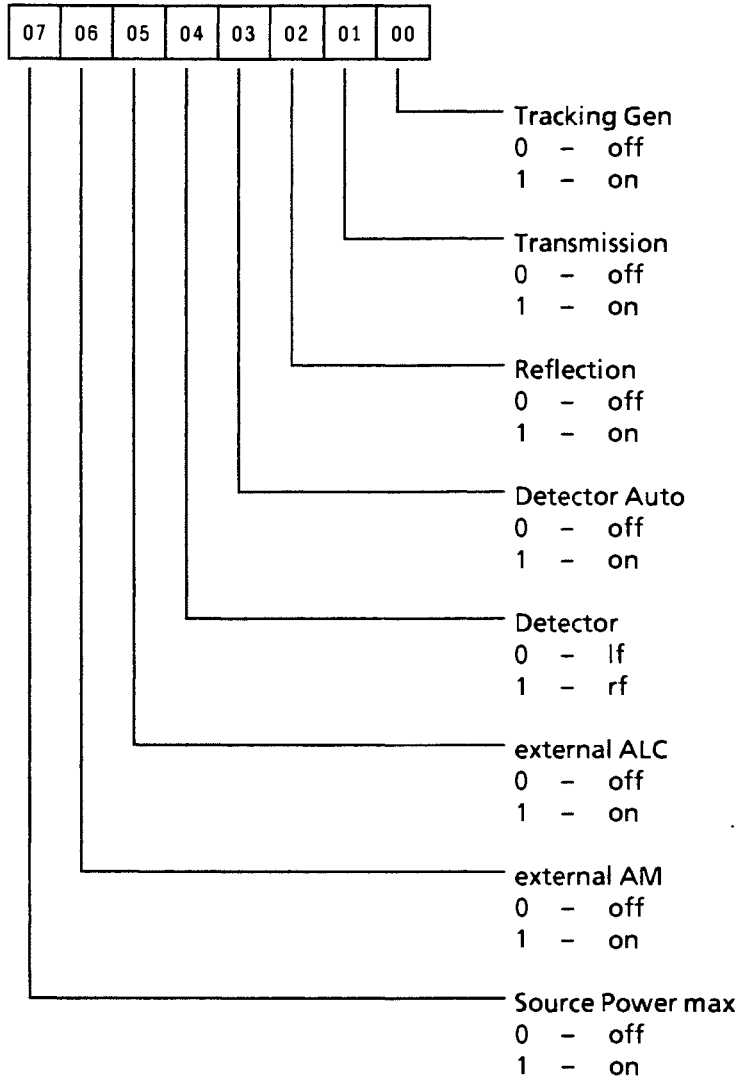 07 06 05 04 03 02 01 00
Tracking Gen
0 – off
1 – on
Transmission
0 – off
1 – on
Reflection
0 – off
1 – on
Detector Auto
0 – off
1 – on
Detector
0 – lf
1 – rf
external ALC
0 – off
1 – on
external AM
0 – off
1 – on
Source Power max
0 – off
1 – on